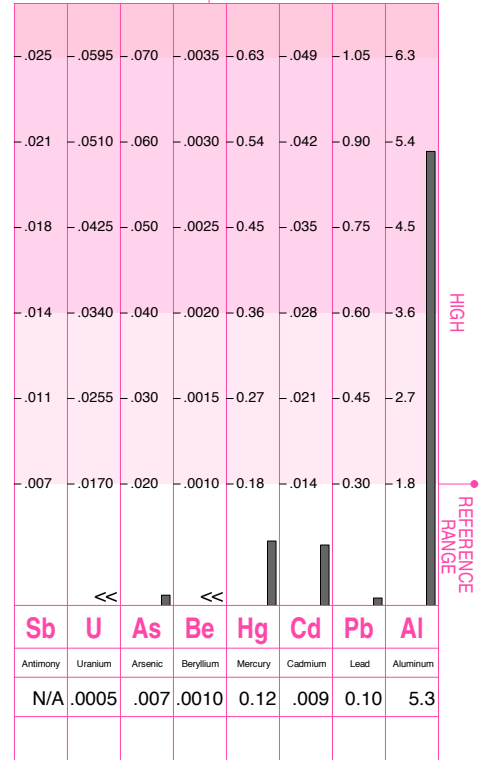 .025 .0595 .070 .0035 0.63 .049 1.05 6.3
.021 .0510 .060 .0030 0.54 .042 0.90 5.4
.018 .0425 .050 .0025 0.45 .035 0.75 4.5
.014 .0340 .040 .0020 0.36 .028 0.60 3.6
HIGH
.011 .0255 .030 .0015 0.27 .021 0.45 2.7
.007 .0170 .020 .0010 0.18 .014 0.30 1.8
REFERENCE
RANGE
<< <<
Sb U As Be Hg Cd Pb Al
Antimony Uranium Arsenic Beryllium Mercury Cadmium Lead Aluminum
N/A .0005 .007 .0010 0.12 .009 0.10 5.3